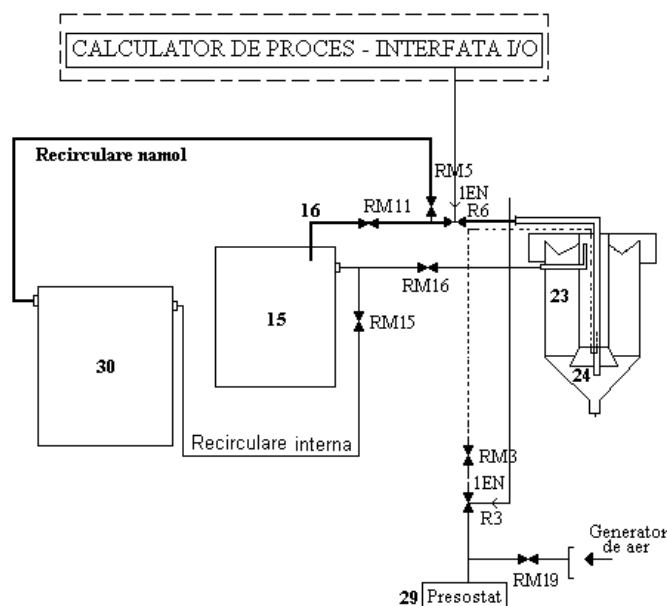 CALCULATOR DE PROCES - INTERFATA I/O
Recirculare namol
RM5
1EN
16
RM11
R6
RM16
23
15
RM15
30
24
Recirculare interna
RM3
1EN
R3
Generator
de aer
RM19
29 Presostat